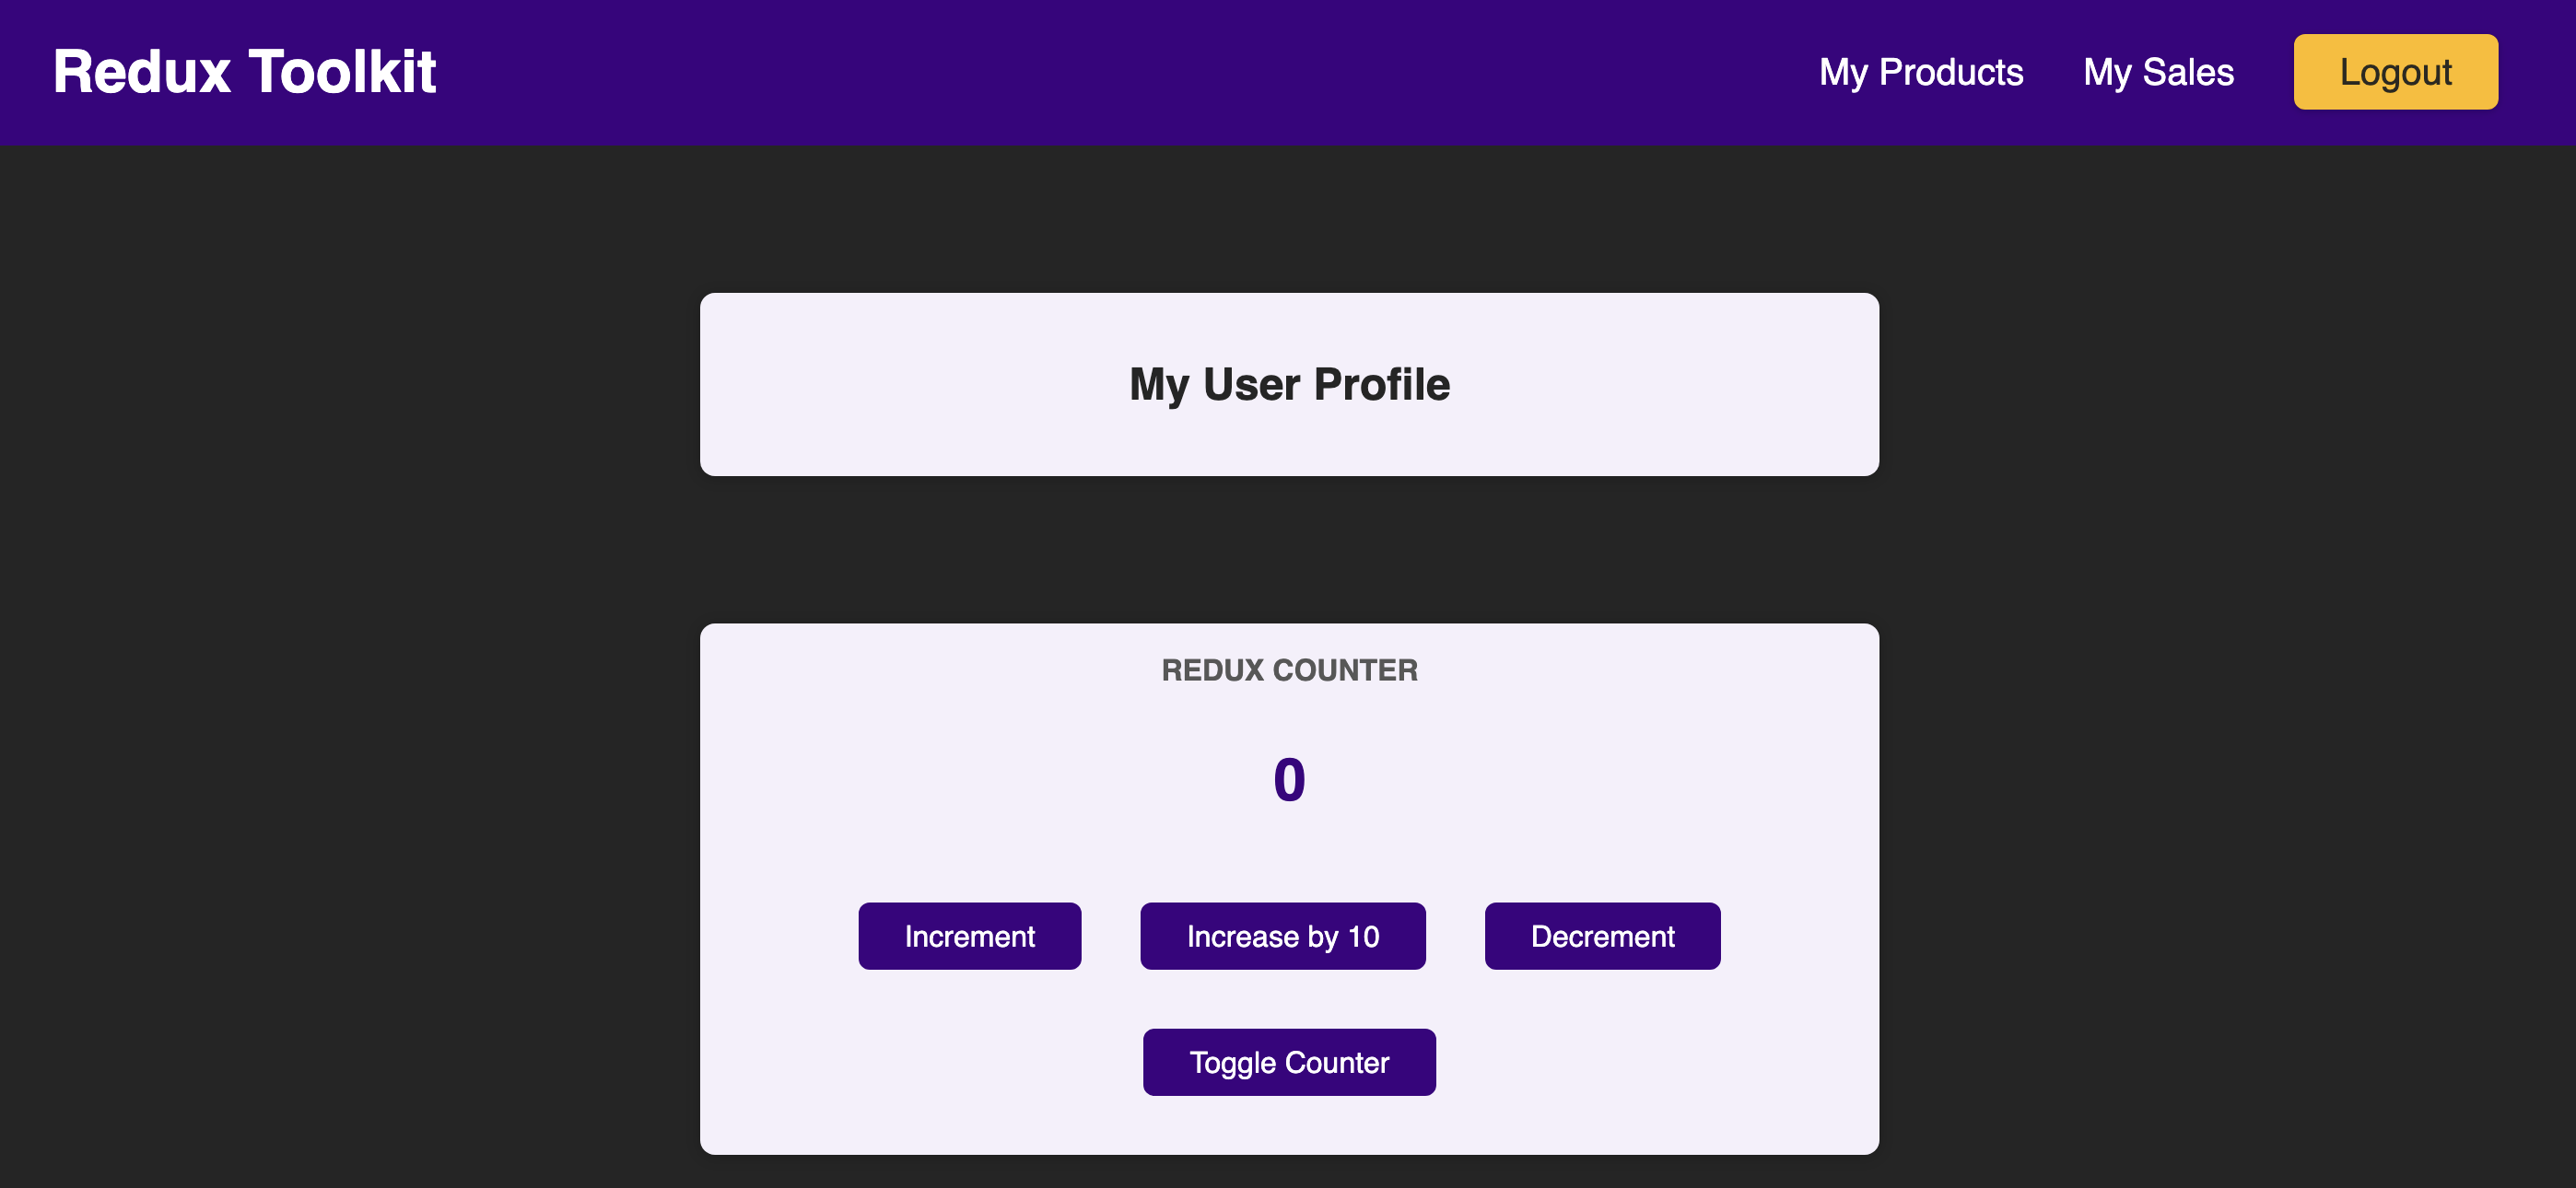 Redux Toolkit
My Products
My Sales
Logout
My User Profile
REDUX COUNTER
0
Increment
Increase by 10
Decrement
Toggle Counter